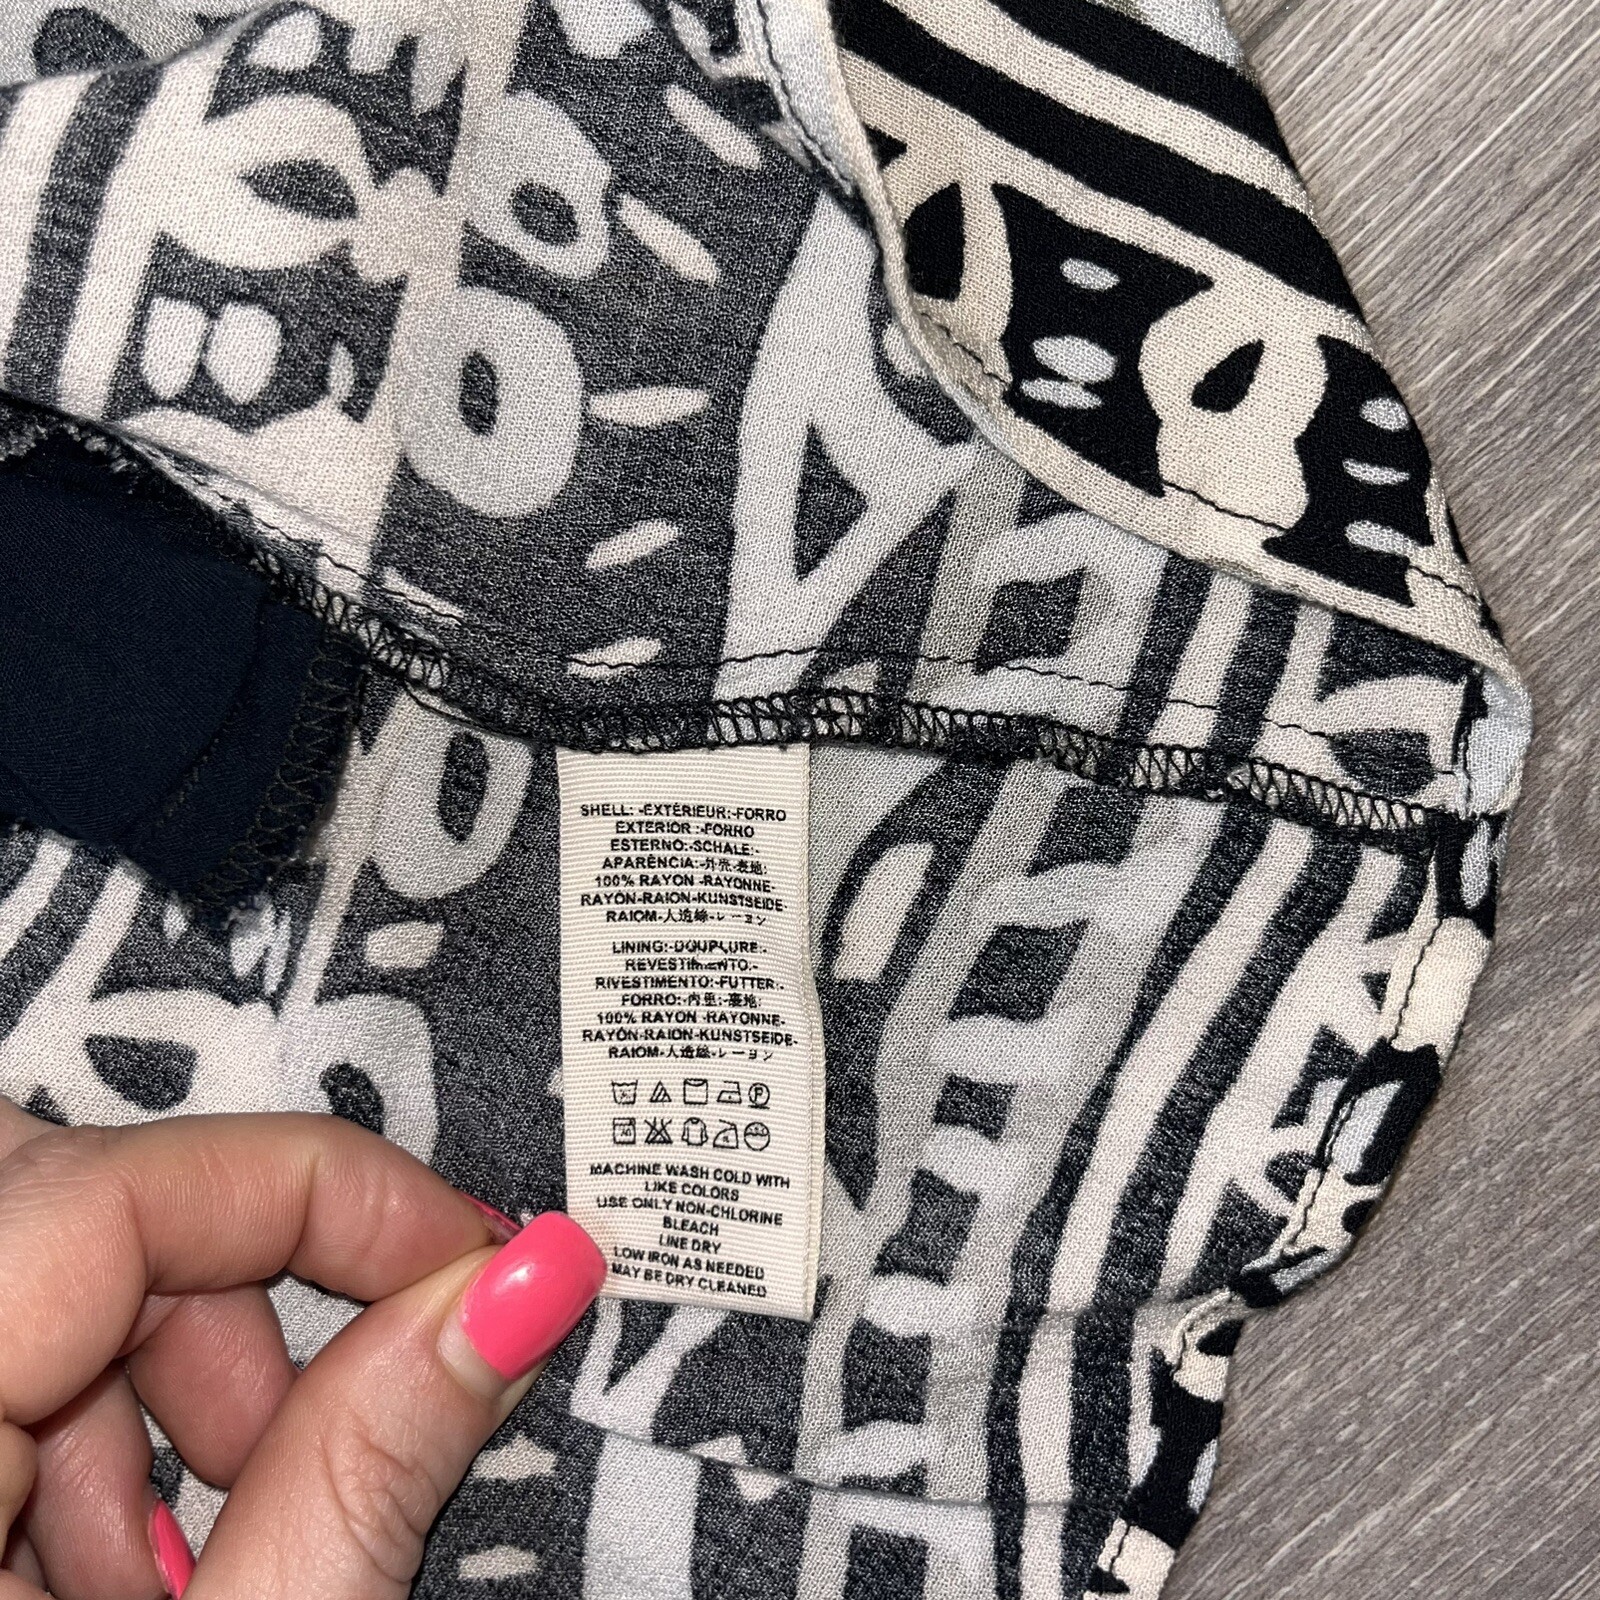 SHELL: -EXTÉRIEUR:-FORRO
EXTERIOR :-FORRO
ESTERNO:-SCHALE:-
APARÊNCIA:-外壳-表地:
100% RAYON -RAYONNE-
RAYÓN-RAION-KUNSTSEIDE-
RAIOM-人造絲-レーヨン
LINING:-DOUPLURE:-
REVESTIMIENTO:-
RIVESTIMENTO:-FUTTER:-
FORRO:-内里:-裏地:
100% RAYON -RAYONNE-
RAYÓN-RAION-KUNSTSEIDE-
RAIOM-人造絲-レーヨン
P
MACHINE WASH COLD WITH
LIKE COLORS
USE ONLY NON-CHLORINE
BLEACH
LINE DRY
LOW IRON AS NEEDED
MAY BE DRY CLEANED